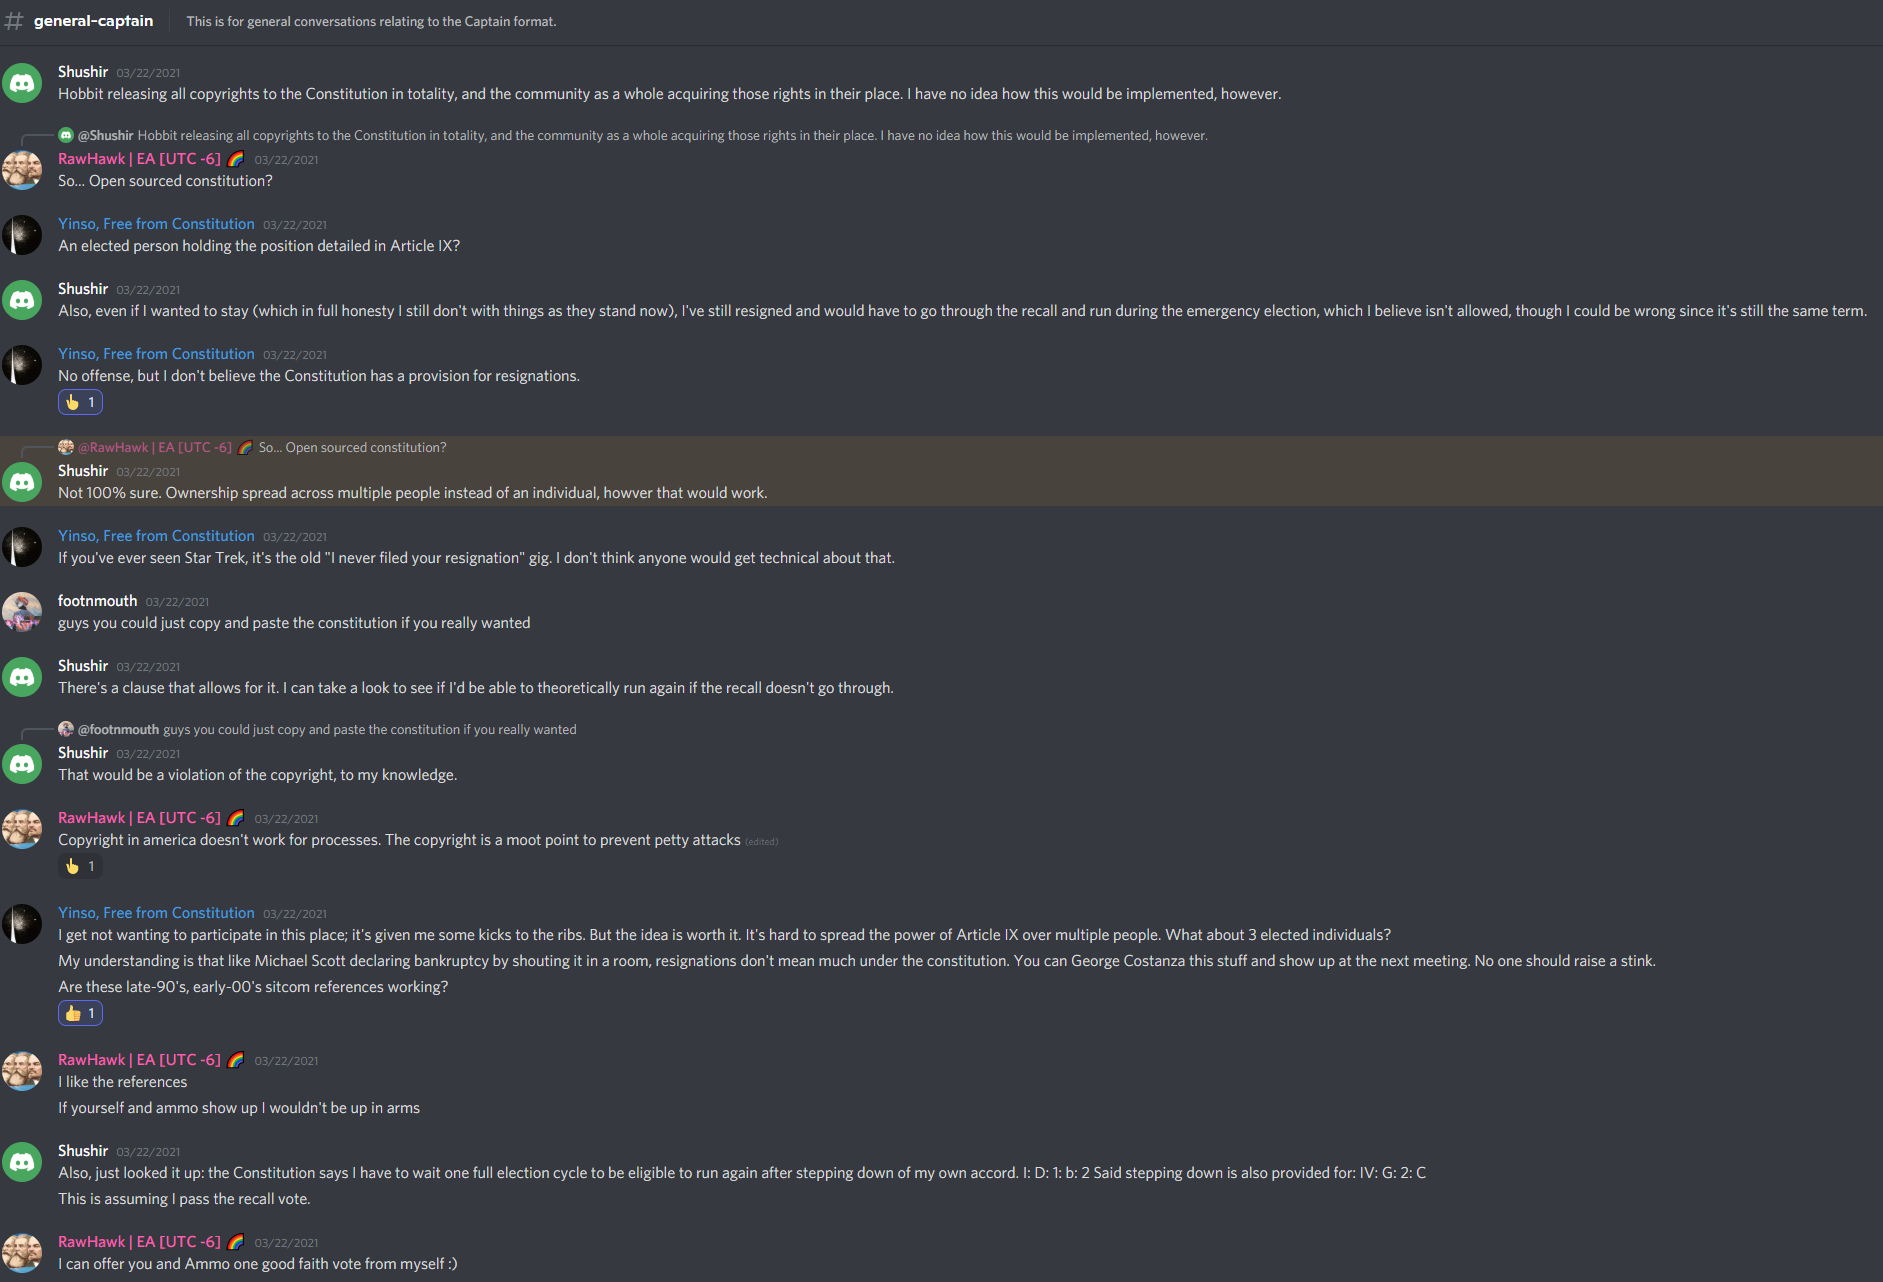 # general-captain This is for general conversations relating to the Captain format.
Shushir 03/22/2021
Hobbit releasing all copyrights to the Constitution in totality, and the community as a whole acquiring those rights in their place. I have no idea how this would be implemented, however.
@Shushir Hobbit releasing all copyrights to the Constitution in totality, and the community as a whole acquiring those rights in their place. I have no idea how this would be implemented, however.
RawHawk | EA [UTC -6] 🌈 03/22/2021
So... Open sourced constitution?
Yinso, Free from Constitution 03/22/2021
An elected person holding the position detailed in Article IX?
Shushir 03/22/2021
Also, even if I wanted to stay (which in full honesty I still don't with things as they stand now), I've still resigned and would have to go through the recall and run during the emergency election, which I believe isn't allowed, though I could be wrong since it's still the same term.
Yinso, Free from Constitution 03/22/2021
No offense, but I don't believe the Constitution has a provision for resignations.
👆 1
@RawHawk | EA [UTC -6] 🌈 So... Open sourced constitution?
Shushir 03/22/2021
Not 100% sure. Ownership spread across multiple people instead of an individual, howver that would work.
Yinso, Free from Constitution 03/22/2021
If you've ever seen Star Trek, it's the old "I never filed your resignation" gig. I don't think anyone would get technical about that.
footnmouth 03/22/2021
guys you could just copy and paste the constitution if you really wanted
Shushir 03/22/2021
There's a clause that allows for it. I can take a look to see if I'd be able to theoretically run again if the recall doesn't go through.
@footnmouth guys you could just copy and paste the constitution if you really wanted
Shushir 03/22/2021
That would be a violation of the copyright, to my knowledge.
RawHawk | EA [UTC -6] 🌈 03/22/2021
Copyright in america doesn't work for processes. The copyright is a moot point to prevent petty attacks (edited)
👆 1
Yinso, Free from Constitution 03/22/2021
I get not wanting to participate in this place; it's given me some kicks to the ribs. But the idea is worth it. It's hard to spread the power of Article IX over multiple people. What about 3 elected individuals?
My understanding is that like Michael Scott declaring bankruptcy by shouting it in a room, resignations don't mean much under the constitution. You can George Costanza this stuff and show up at the next meeting. No one should raise a stink.
Are these late-90's, early-00's sitcom references working?
👍 1
RawHawk | EA [UTC -6] 🌈 03/22/2021
I like the references
If yourself and ammo show up I wouldn't be up in arms
Shushir 03/22/2021
Also, just looked it up: the Constitution says I have to wait one full election cycle to be eligible to run again after stepping down of my own accord. I: D: 1: b: 2 Said stepping down is also provided for: IV: G: 2: C
This is assuming I pass the recall vote.
RawHawk | EA [UTC -6] 🌈 03/22/2021
I can offer you and Ammo one good faith vote from myself :)